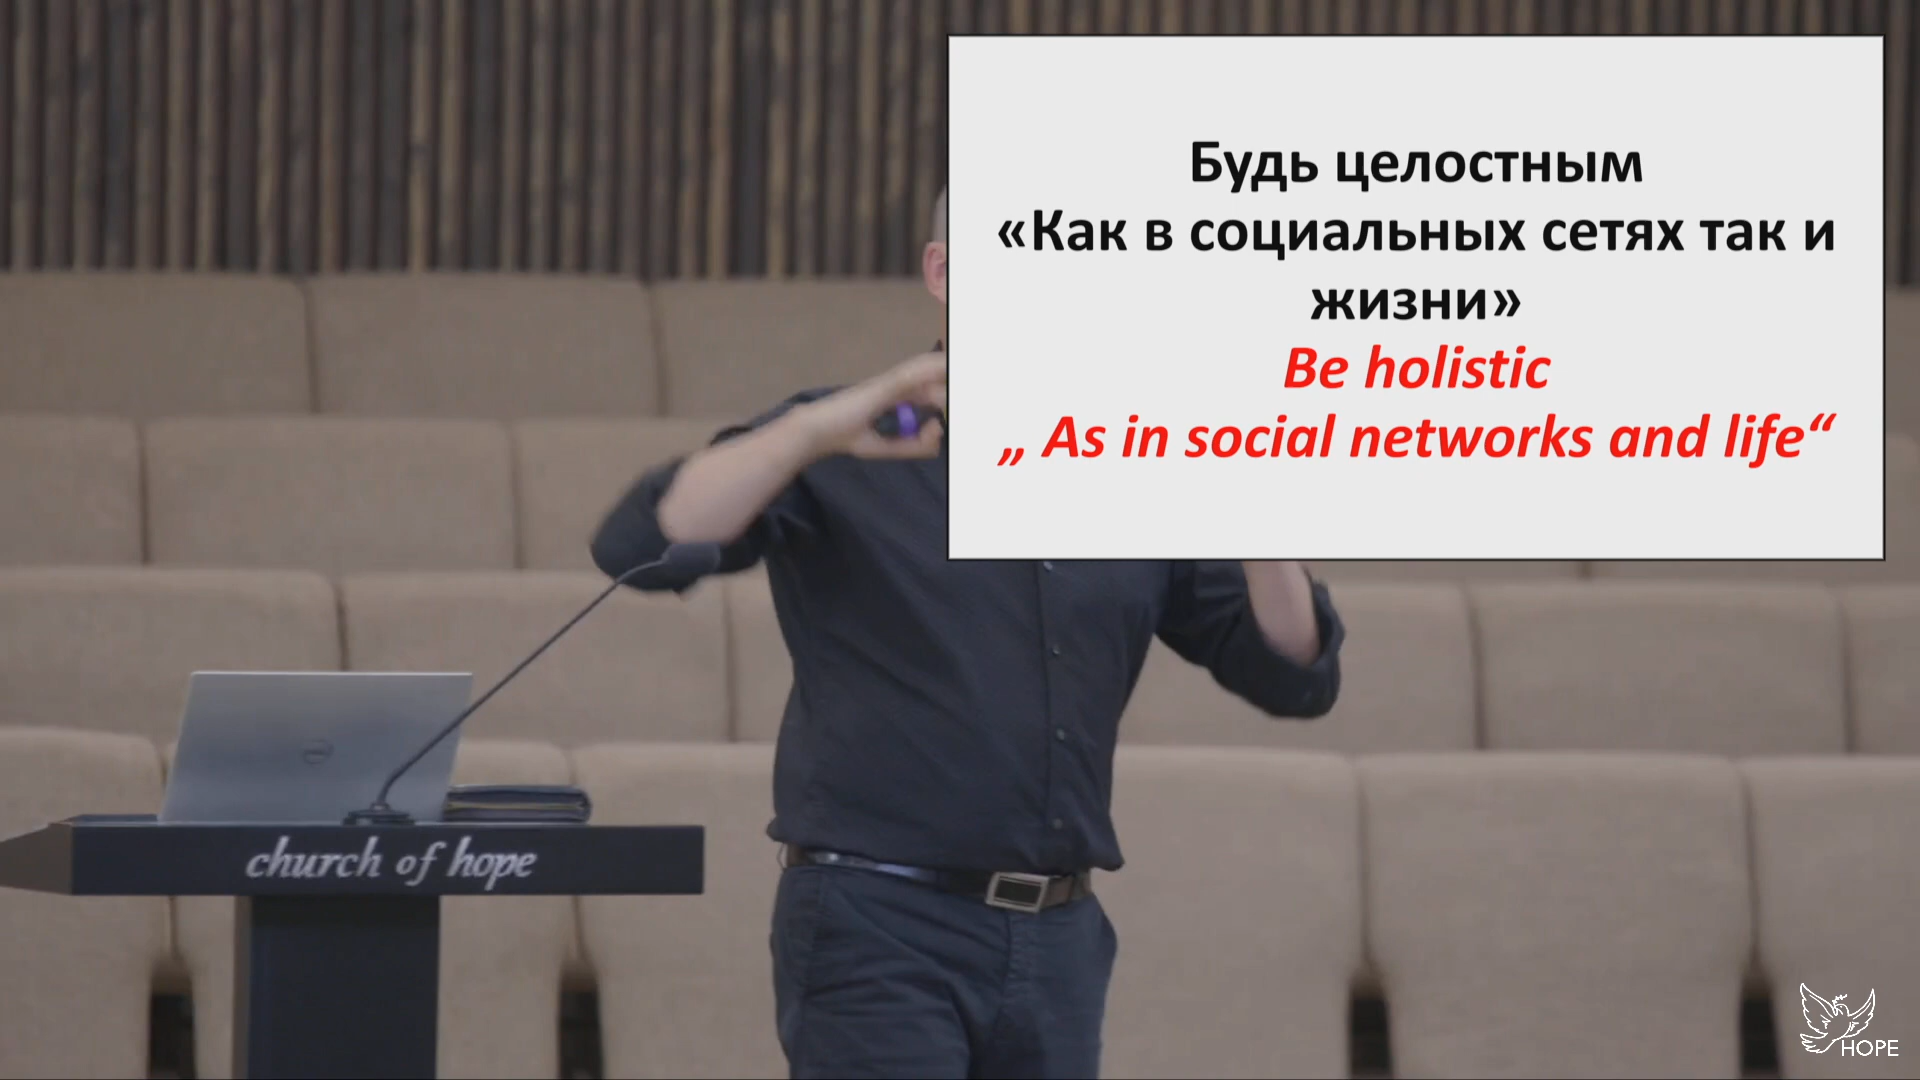 Будь целостным
«Как в социальных сетях так и
жизни»
Be holistic
„ As in social networks and life“
church of hope
HOPE